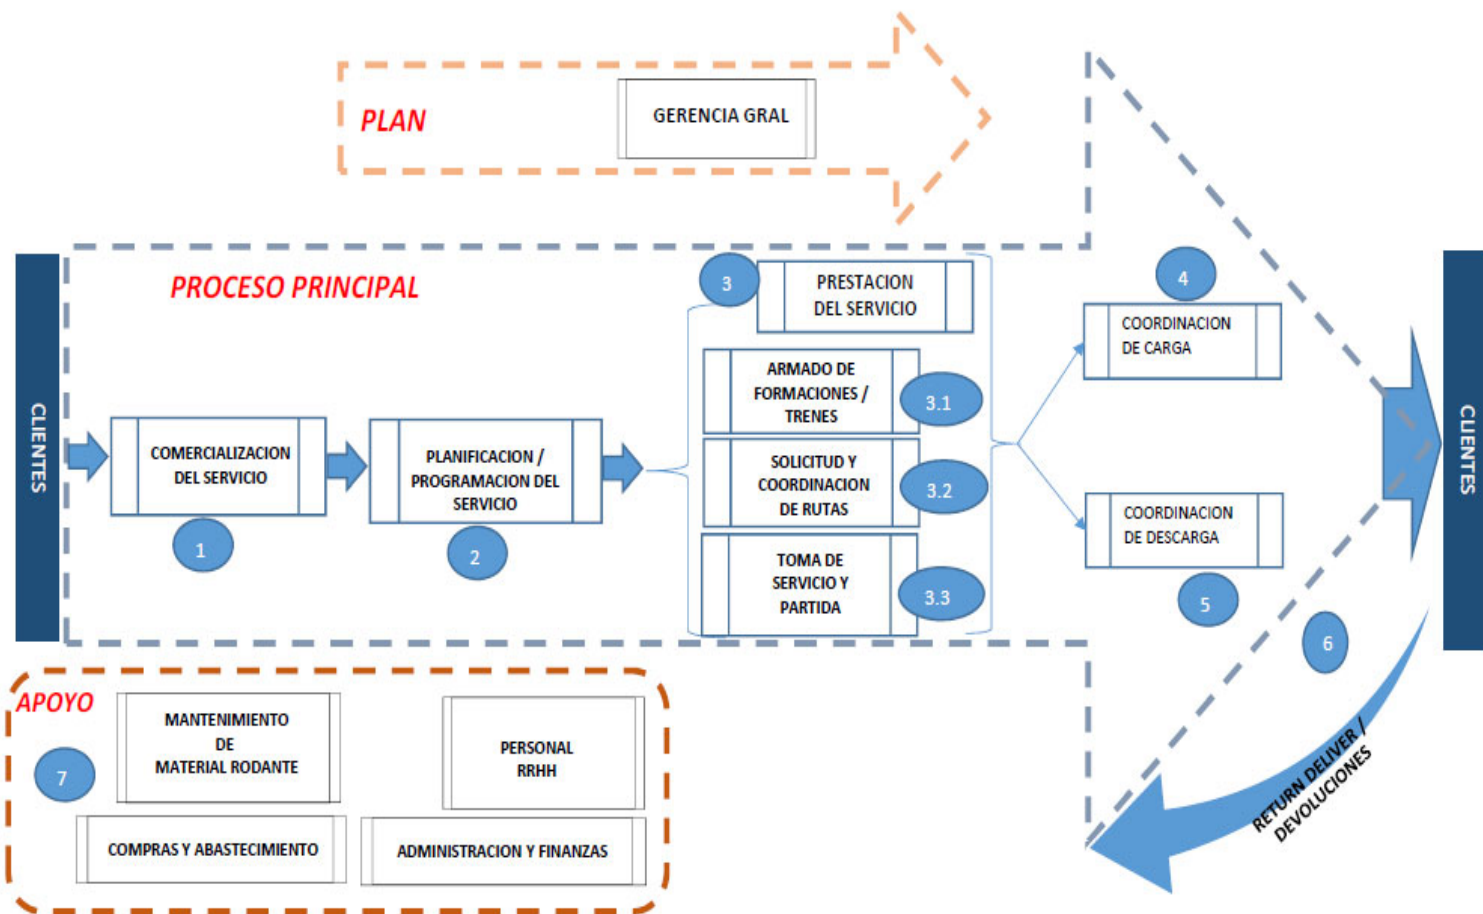 PLAN
GERENCIA GRAL
PROCESO PRINCIPAL
CLIENTES
COMERCIALIZACION
DEL SERVICIO
1
PLANIFICACION /
PROGRAMACION DEL
SERVICIO
2
3
PRESTACION
DEL SERVICIO
ARMADO DE
FORMACIONES /
TRENES
3.1
SOLICITUD Y
COORDINACION
DE RUTAS
3.2
TOMA DE
SERVICIO Y
PARTIDA
3.3
4
COORDINACION
DE CARGA
COORDINACION
DE DESCARGA
5
6
CLIENTES
RETURN DELIVER /
DEVOLUCIONES
APOYO
7
MANTENIMIENTO
DE
MATERIAL RODANTE
PERSONAL
RRHH
COMPRAS Y ABASTECIMIENTO
ADMINISTRACION Y FINANZAS